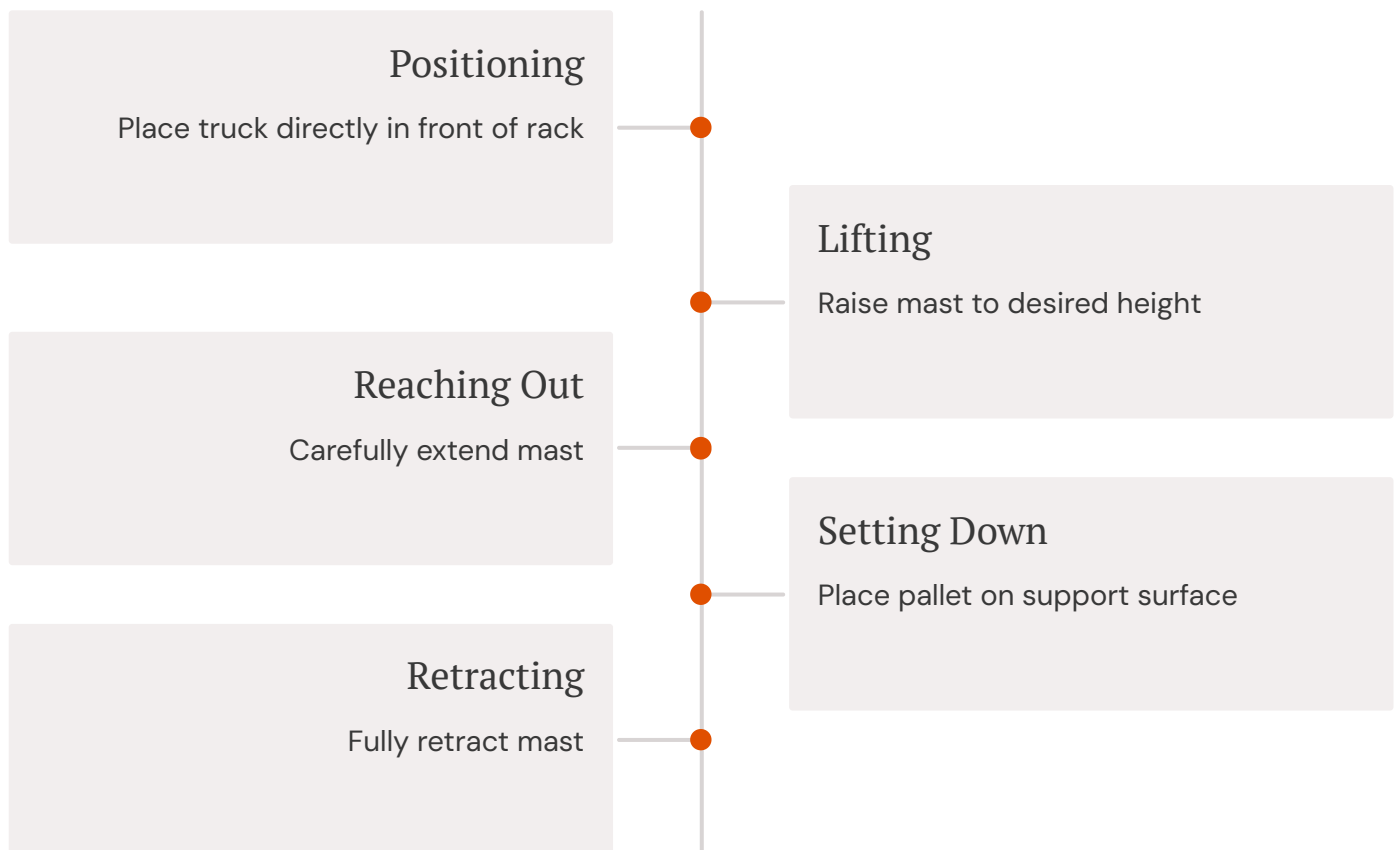 Positioning
Place truck directly in front of rack
Lifting
Raise mast to desired height
Reaching Out
Carefully extend mast
Setting Down
Place pallet on support surface
Retracting
Fully retract mast